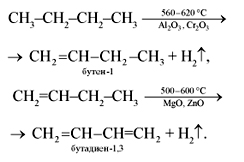 CH₃–CH₂–CH₂–CH₃ 560–620 °C Al₂O₃, Cr₂O₃ →
→ CH₂=CH–CH₂–CH₃ + H₂↑,
бутен-1
CH₂=CH–CH₂–CH₃ 500–600 °C MgO, ZnO →
→ CH₂=CH–CH=CH₂ + H₂↑.
бутадиен-1,3